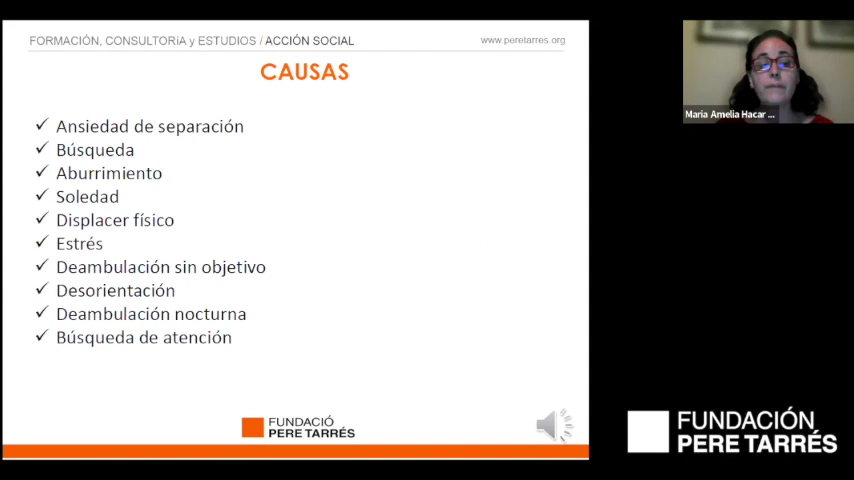 FORMACIÓN, CONSULTORíA y ESTUDIOS / ACCIÓN SOCIAL
www.peretarres.org
CAUSAS
Ansiedad de separación
Búsqueda
Aburrimiento
Soledad
Displacer físico
Estrés
Deambulación sin objetivo
Desorientación
Deambulación nocturna
Búsqueda de atención
FUNDACIÓ
PERE TARRÉS
Maria Amelia Hacar ...
FUNDACIÓN
PERE TARRÉS